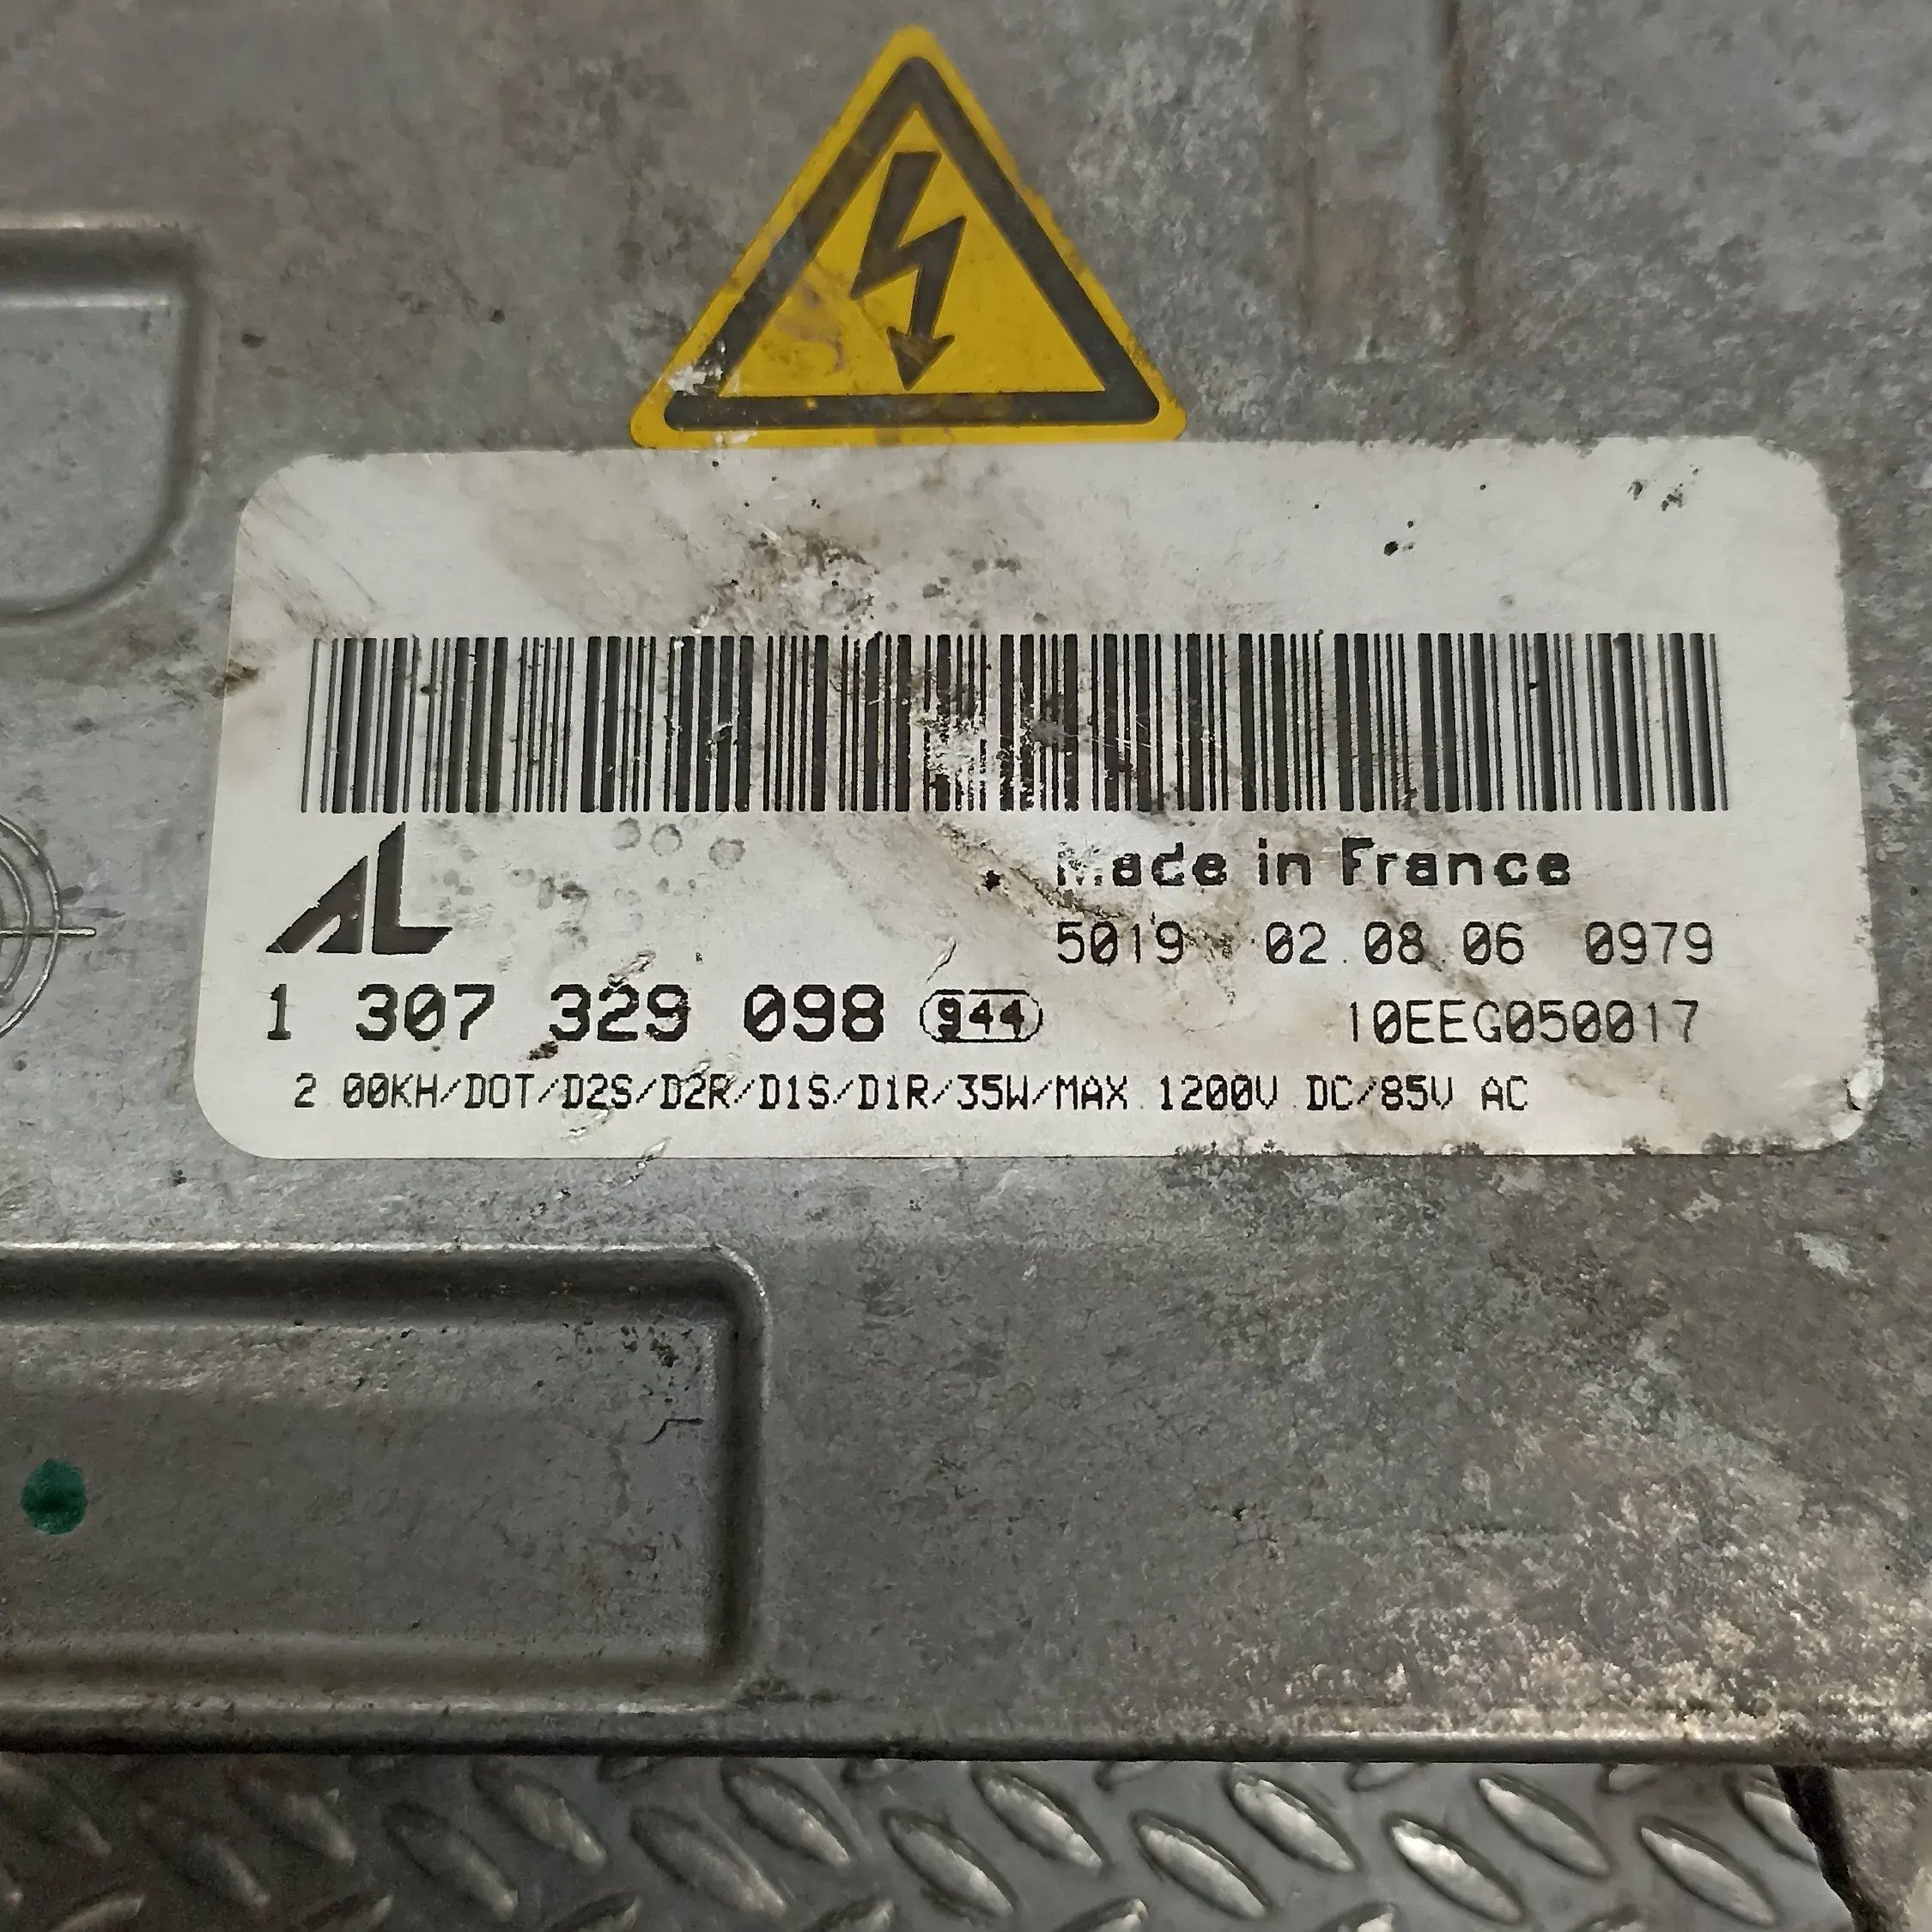 AL
Made in France
5019 02.08.06 0979
1 307 329 098 944 10EEG050017
2.00KH/DOT/D2S/D2R/D1S/D1R/35W/MAX.1200V DC/85V AC